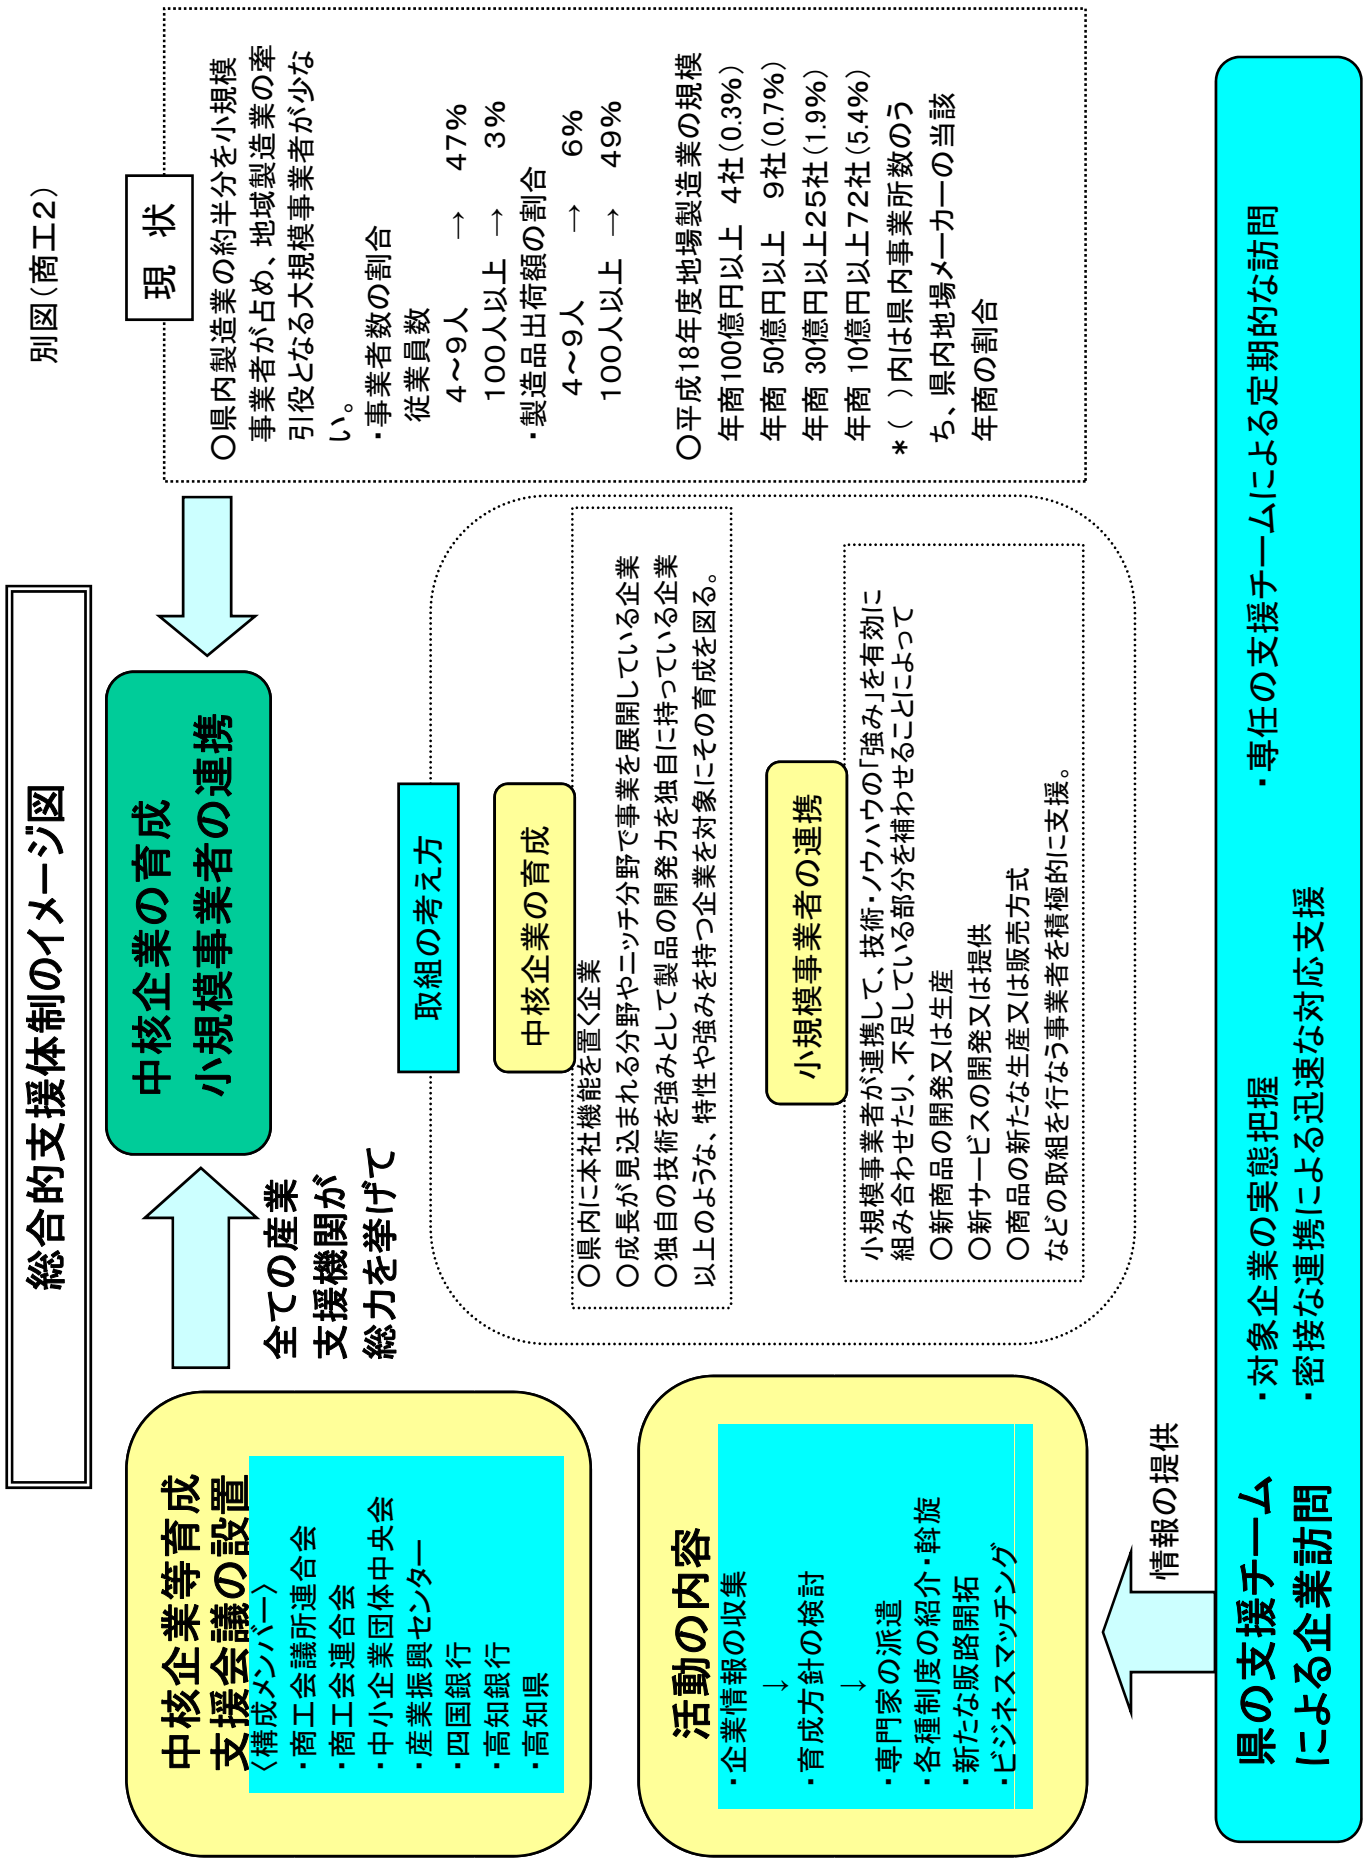 別図(商工2)
総合的支援体制のイメージ図
中核企業等育成
支援会議の設置
〈構成メンバー〉
・商工会議所連合会
・商工会連合会
・中小企業団体中央会
・産業振興センター
・四国銀行
・高知銀行
・高知県
全ての産業
支援機関が
総力を挙げて
中核企業の育成
小規模事業者の連携
現　状
○県内製造業の約半分を小規模
事業者が占め、地域製造業の牽
引役となる大規模事業者が少な
い。
・事業者数の割合
従業員数
4～9人　→　47%
100人以上　→　3%
・製造品出荷額の割合
4～9人　→　6%
100人以上　→　49%
○平成18年度地場製造業の規模
年商100億円以上　4社(0.3%)
年商 50億円以上　9社(0.7%)
年商 30億円以上25社(1.9%)
年商 10億円以上72社(5.4%)
*(　)内は県内事業所数のう
ち、県内地場メーカーの当該
年商の割合
取組の考え方
中核企業の育成
○県内に本社機能を置く企業
○成長が見込まれる分野やニッチ分野で事業を展開している企業
○独自の技術を強みとして製品の開発力を独自に持っている企業
以上のような、特性や強みを持つ企業を対象にその育成を図る。
小規模事業者の連携
小規模事業者が連携して、技術・ノウハウの「強み」を有効に
組み合わせたり、不足している部分を補わせることによって
○新商品の開発又は生産
○新サービスの開発又は提供
○商品の新たな生産又は販売方式
などの取組を行なう事業者を積極的に支援。
活動の内容
・企業情報の収集
↓
・育成方針の検討
↓
・専門家の派遣
・各種制度の紹介・斡旋
・新たな販路開拓
・ビジネスマッチング
情報の提供
県の支援チーム
による企業訪問
・対象企業の実態把握
・密接な連携による迅速な対応支援
・専任の支援チームによる定期的な訪問